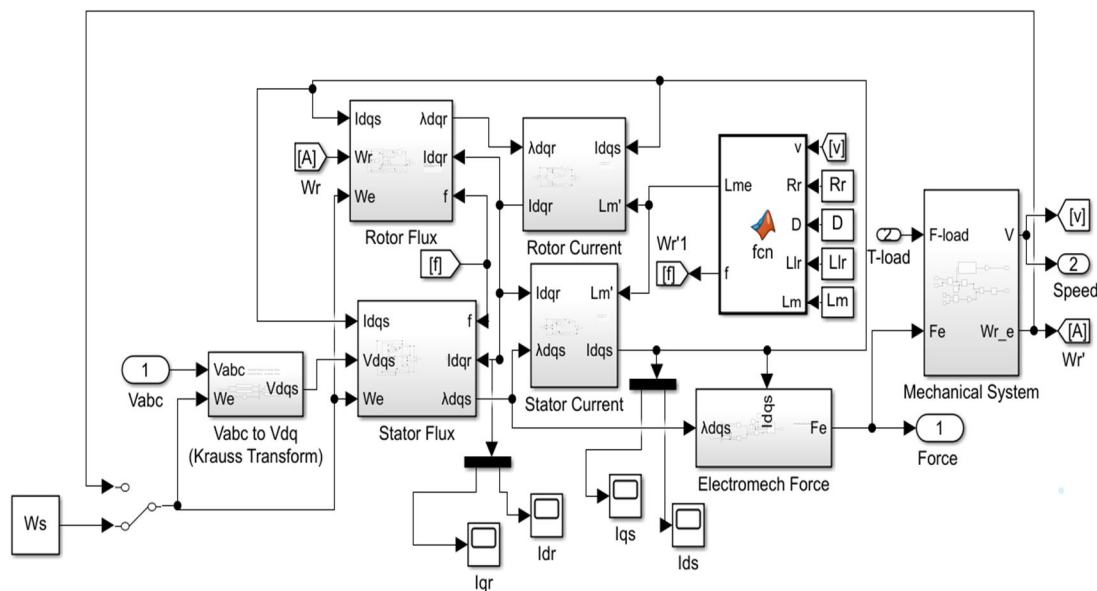 Idqs
λdqr
[A]
Wr
Idqr
Wr
We
f
Rotor Flux
λdqr
Idqs
Idqr
Lm'
Rotor Current
v
[v]
Lme
Rr
Rr
D
D
fcn
Llr
Llr
f
Lm
Lm
Wr'1
[f]
[f]
2
T-load
F-load
V
Fe
Wr_e
Mechanical System
[v]
2
Speed
[A]
Wr'
Idqr
Lm'
λdqs
Idqs
Stator Current
Idqs
f
Vdqs
Idqr
We
λdqs
Stator Flux
1
Vabc
Vabc
Vdqs
We
Vabc to Vdq
(Krauss Transform)
Idqs
λdqs
Fe
Electromech Force
1
Force
Ws
Iqr
Idr
Iqs
Ids